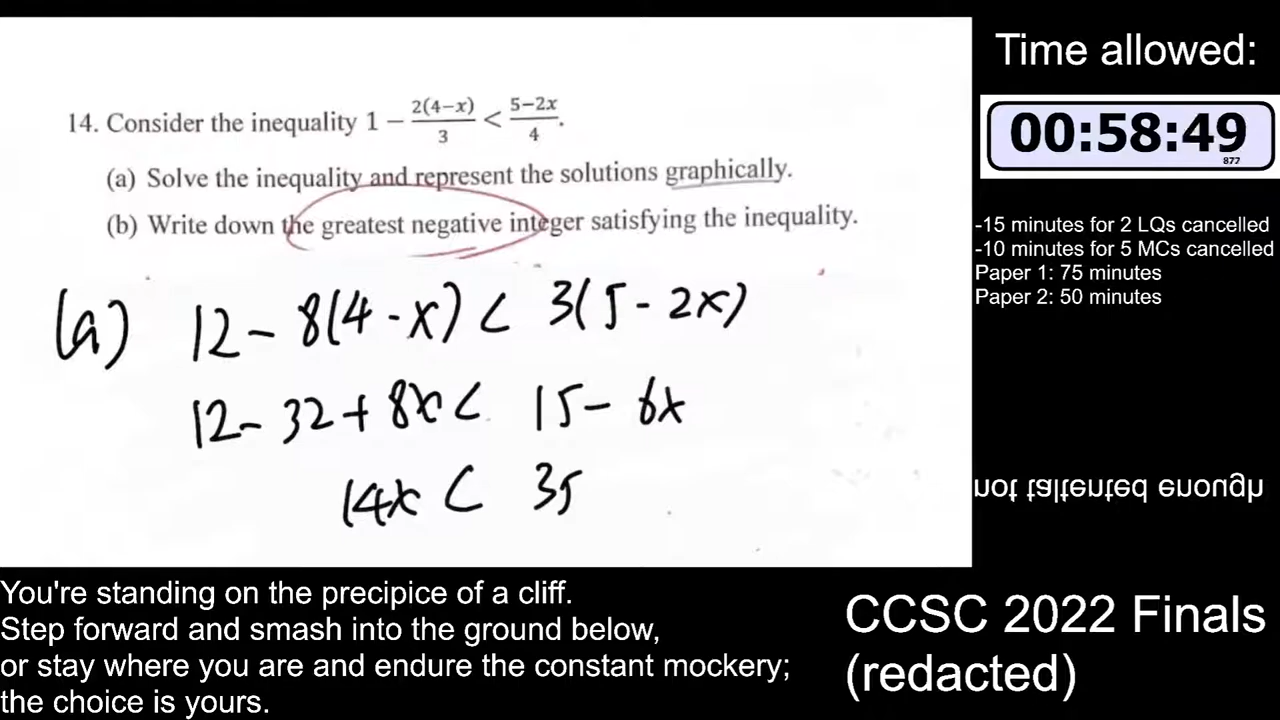 14. Consider the inequality 1 − 2(4−x)/3 < 5−2x/4.
(a) Solve the inequality and represent the solutions graphically.
(b) Write down the greatest negative integer satisfying the inequality.
(a) 12 - 8(4 - x) < 3(5 - 2x)
12 - 32 + 8x < 15 - 6x
14x < 35
Time allowed:
00:58:49
877
-15 minutes for 2 LQs cancelled
-10 minutes for 5 MCs cancelled
Paper 1: 75 minutes
Paper 2: 50 minutes
not taltented enough
You're standing on the precipice of a cliff.
Step forward and smash into the ground below,
or stay where you are and endure the constant mockery;
the choice is yours.
CCSC 2022 Finals
(redacted)